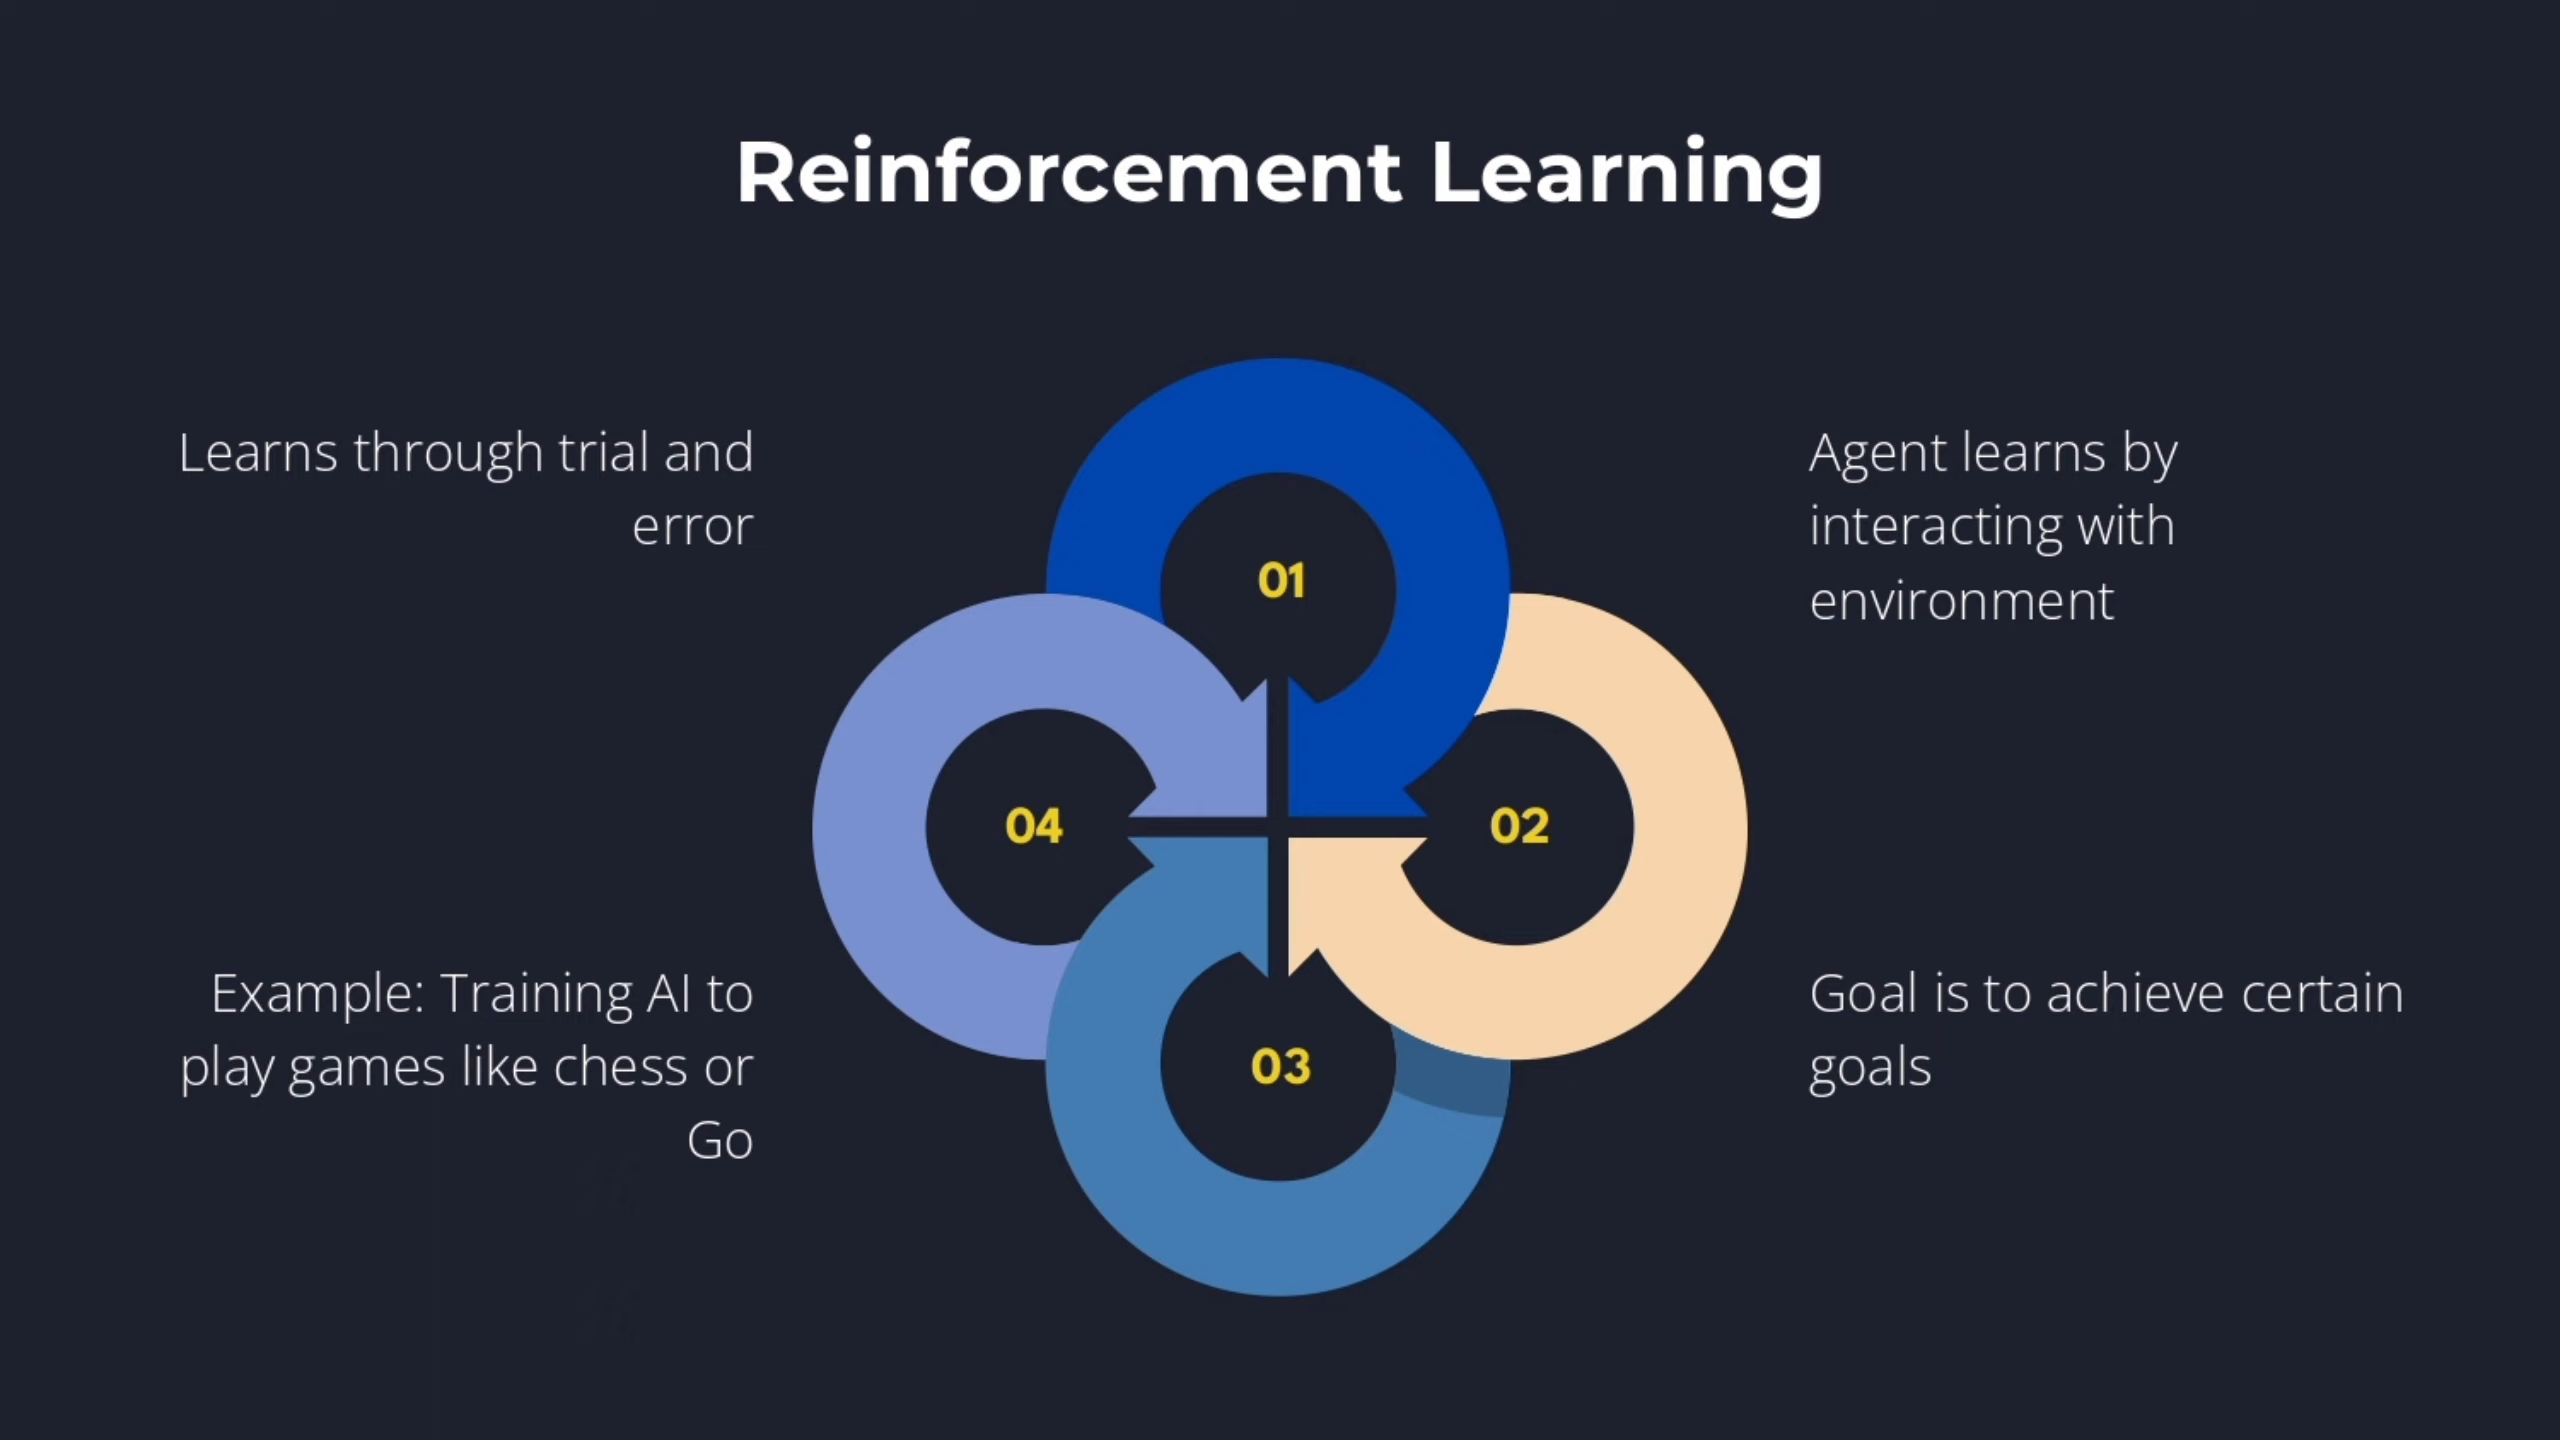 Reinforcement Learning
Learns through trial and
error
Agent learns by
interacting with
environment
01
02
03
04
Example: Training AI to
play games like chess or
Go
Goal is to achieve certain
goals